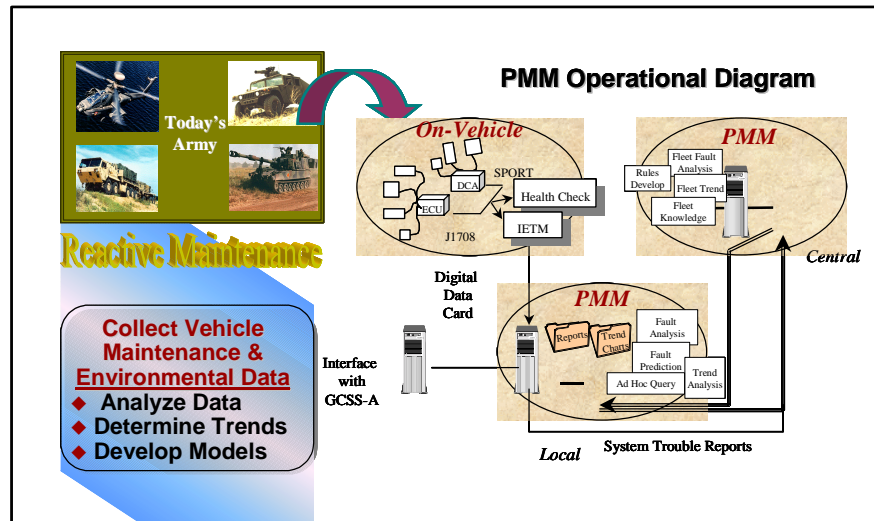 PMM Operational Diagram
Today's
Army
Reactive Maintenance
Collect Vehicle
Maintenance &
Environmental Data
Analyze Data
Determine Trends
Develop Models
On-Vehicle
SPORT
DCA
ECU
J1708
Health Check
IETM
Digital
Data
Card
PMM
Fleet Fault
Analysis
Rules
Develop
Fleet Trend
Fleet
Knowledge
Central
Interface
with
GCSS-A
PMM
Reports
Trend
Charts
Fault
Analysis
Fault
Prediction
Ad Hoc Query
Trend
Analysis
Local
System Trouble Reports